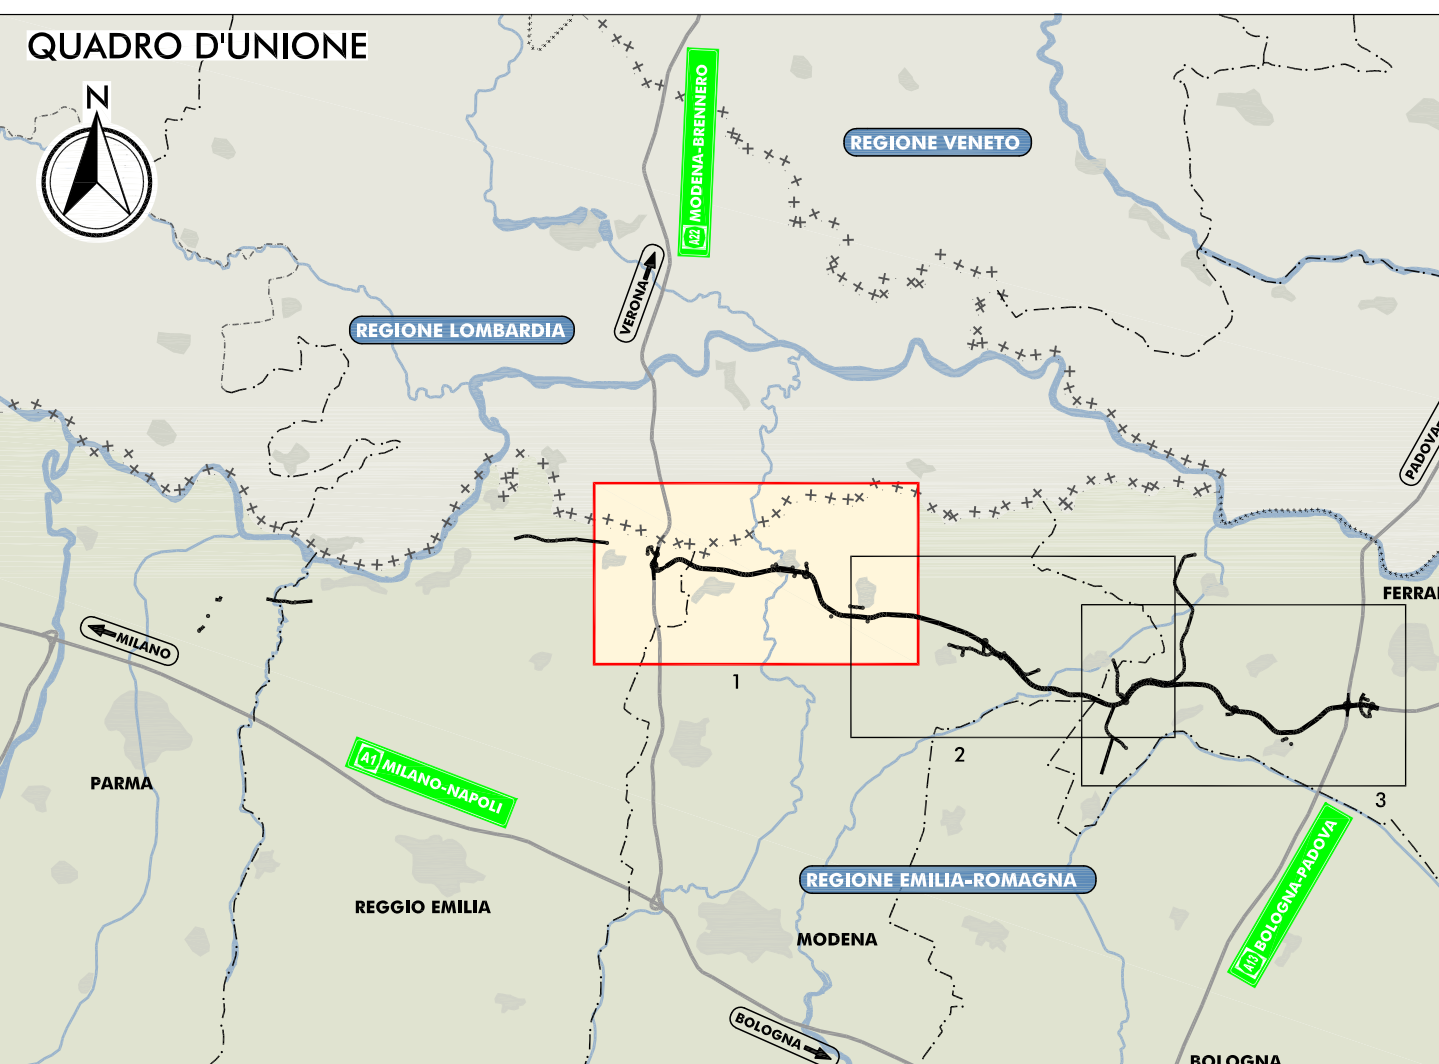 QUADRO D'UNIONE
N
A22 MODENA-BRENNERO
REGIONE VENETO
VERONA
REGIONE LOMBARDIA
PADOVA
FERRAR
MILANO
1
2
3
PARMA
A1 MILANO-NAPOLI
REGIONE EMILIA-ROMAGNA
A13 BOLOGNA-PADOVA
REGGIO EMILIA
MODENA
BOLOGNA
BOLOGNA